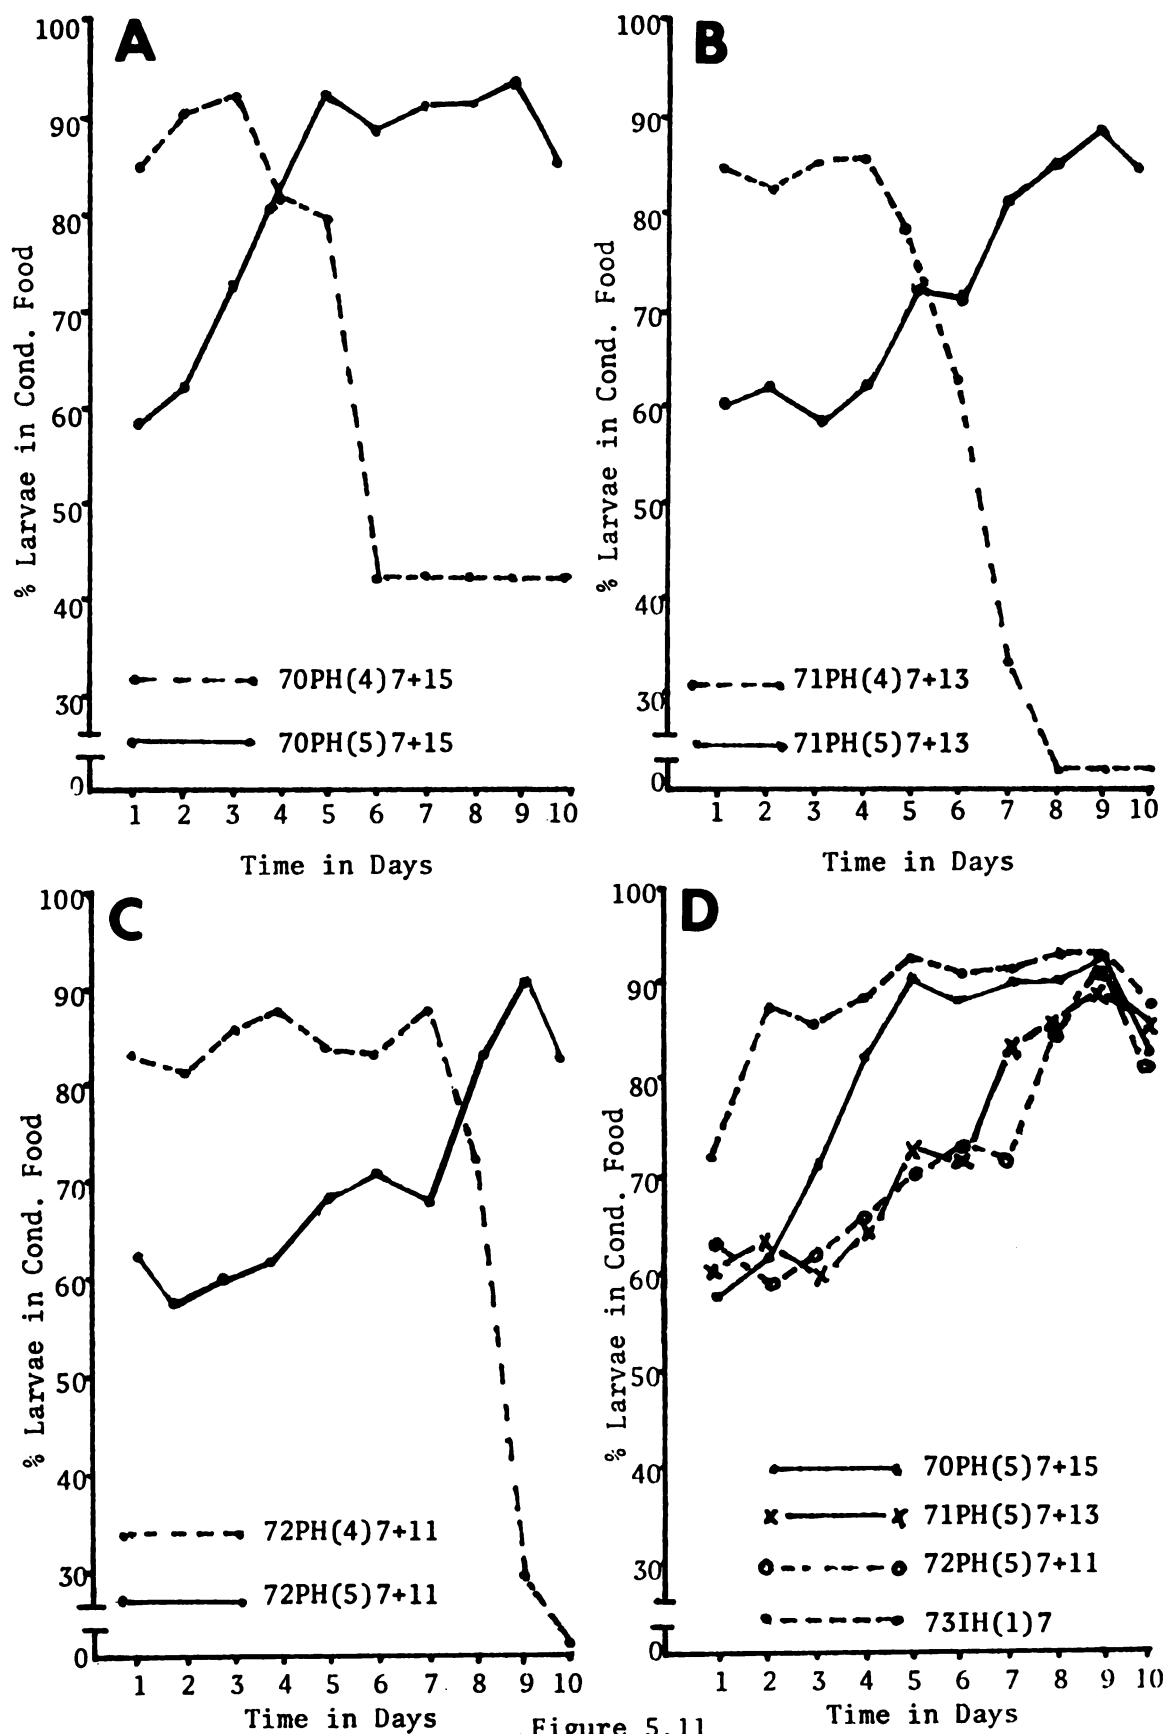 A
100
90
80
70
60
50
40
30
0
% Larvae in Cond. Food
70PH(4)7+15
70PH(5)7+15
1 2 3 4 5 6 7 8 9 10
Time in Days
B
100
90
80
70
60
50
40
30
0
% Larvae in Cond. Food
71PH(4)7+13
71PH(5)7+13
1 2 3 4 5 6 7 8 9 10
Time in Days
C
100
90
80
70
60
50
40
30
0
% Larvae in Cond. Food
72PH(4)7+11
72PH(5)7+11
1 2 3 4 5 6 7 8 9 10
Time in Days
D
100
90
80
70
60
50
40
30
0
% Larvae in Cond. Food
70PH(5)7+15
71PH(5)7+13
72PH(5)7+11
73IH(1)7
1 2 3 4 5 6 7 8 9 10
Time in Days
Figure 5.11